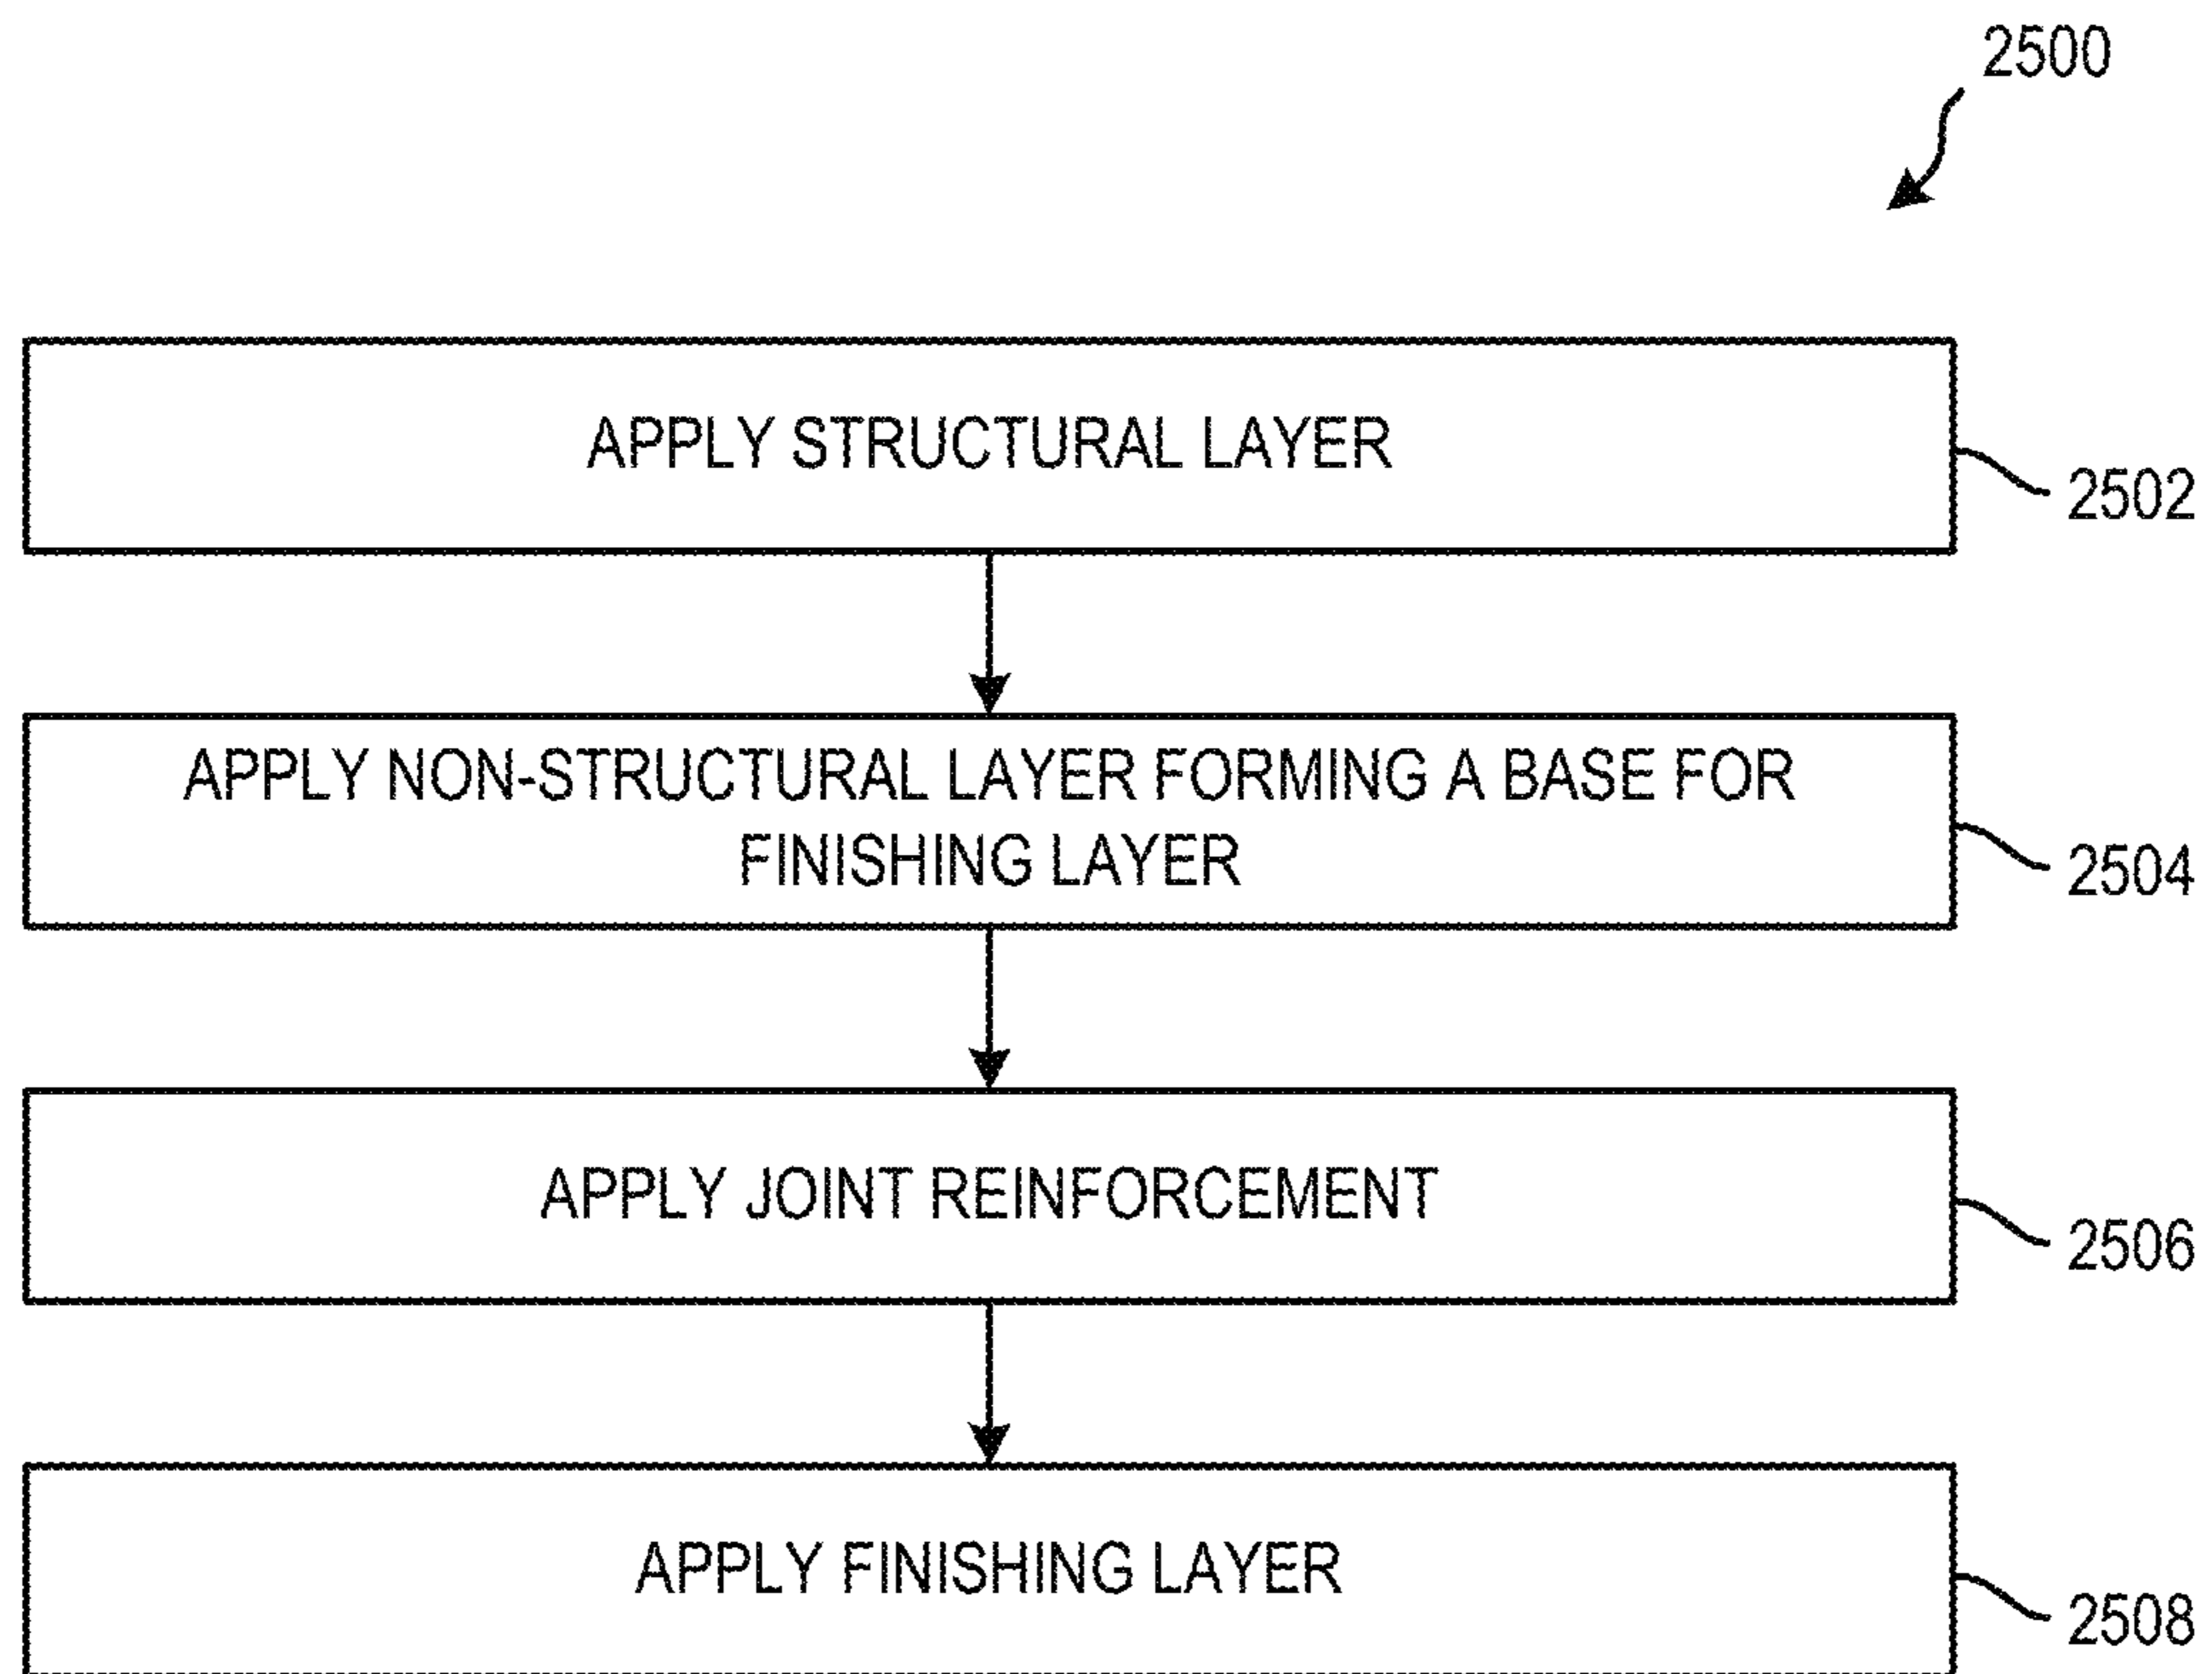 2500
APPLY STRUCTURAL LAYER
2502
APPLY NON-STRUCTURAL LAYER FORMING A BASE FOR
FINISHING LAYER
2504
APPLY JOINT REINFORCEMENT
2506
APPLY FINISHING LAYER
2508